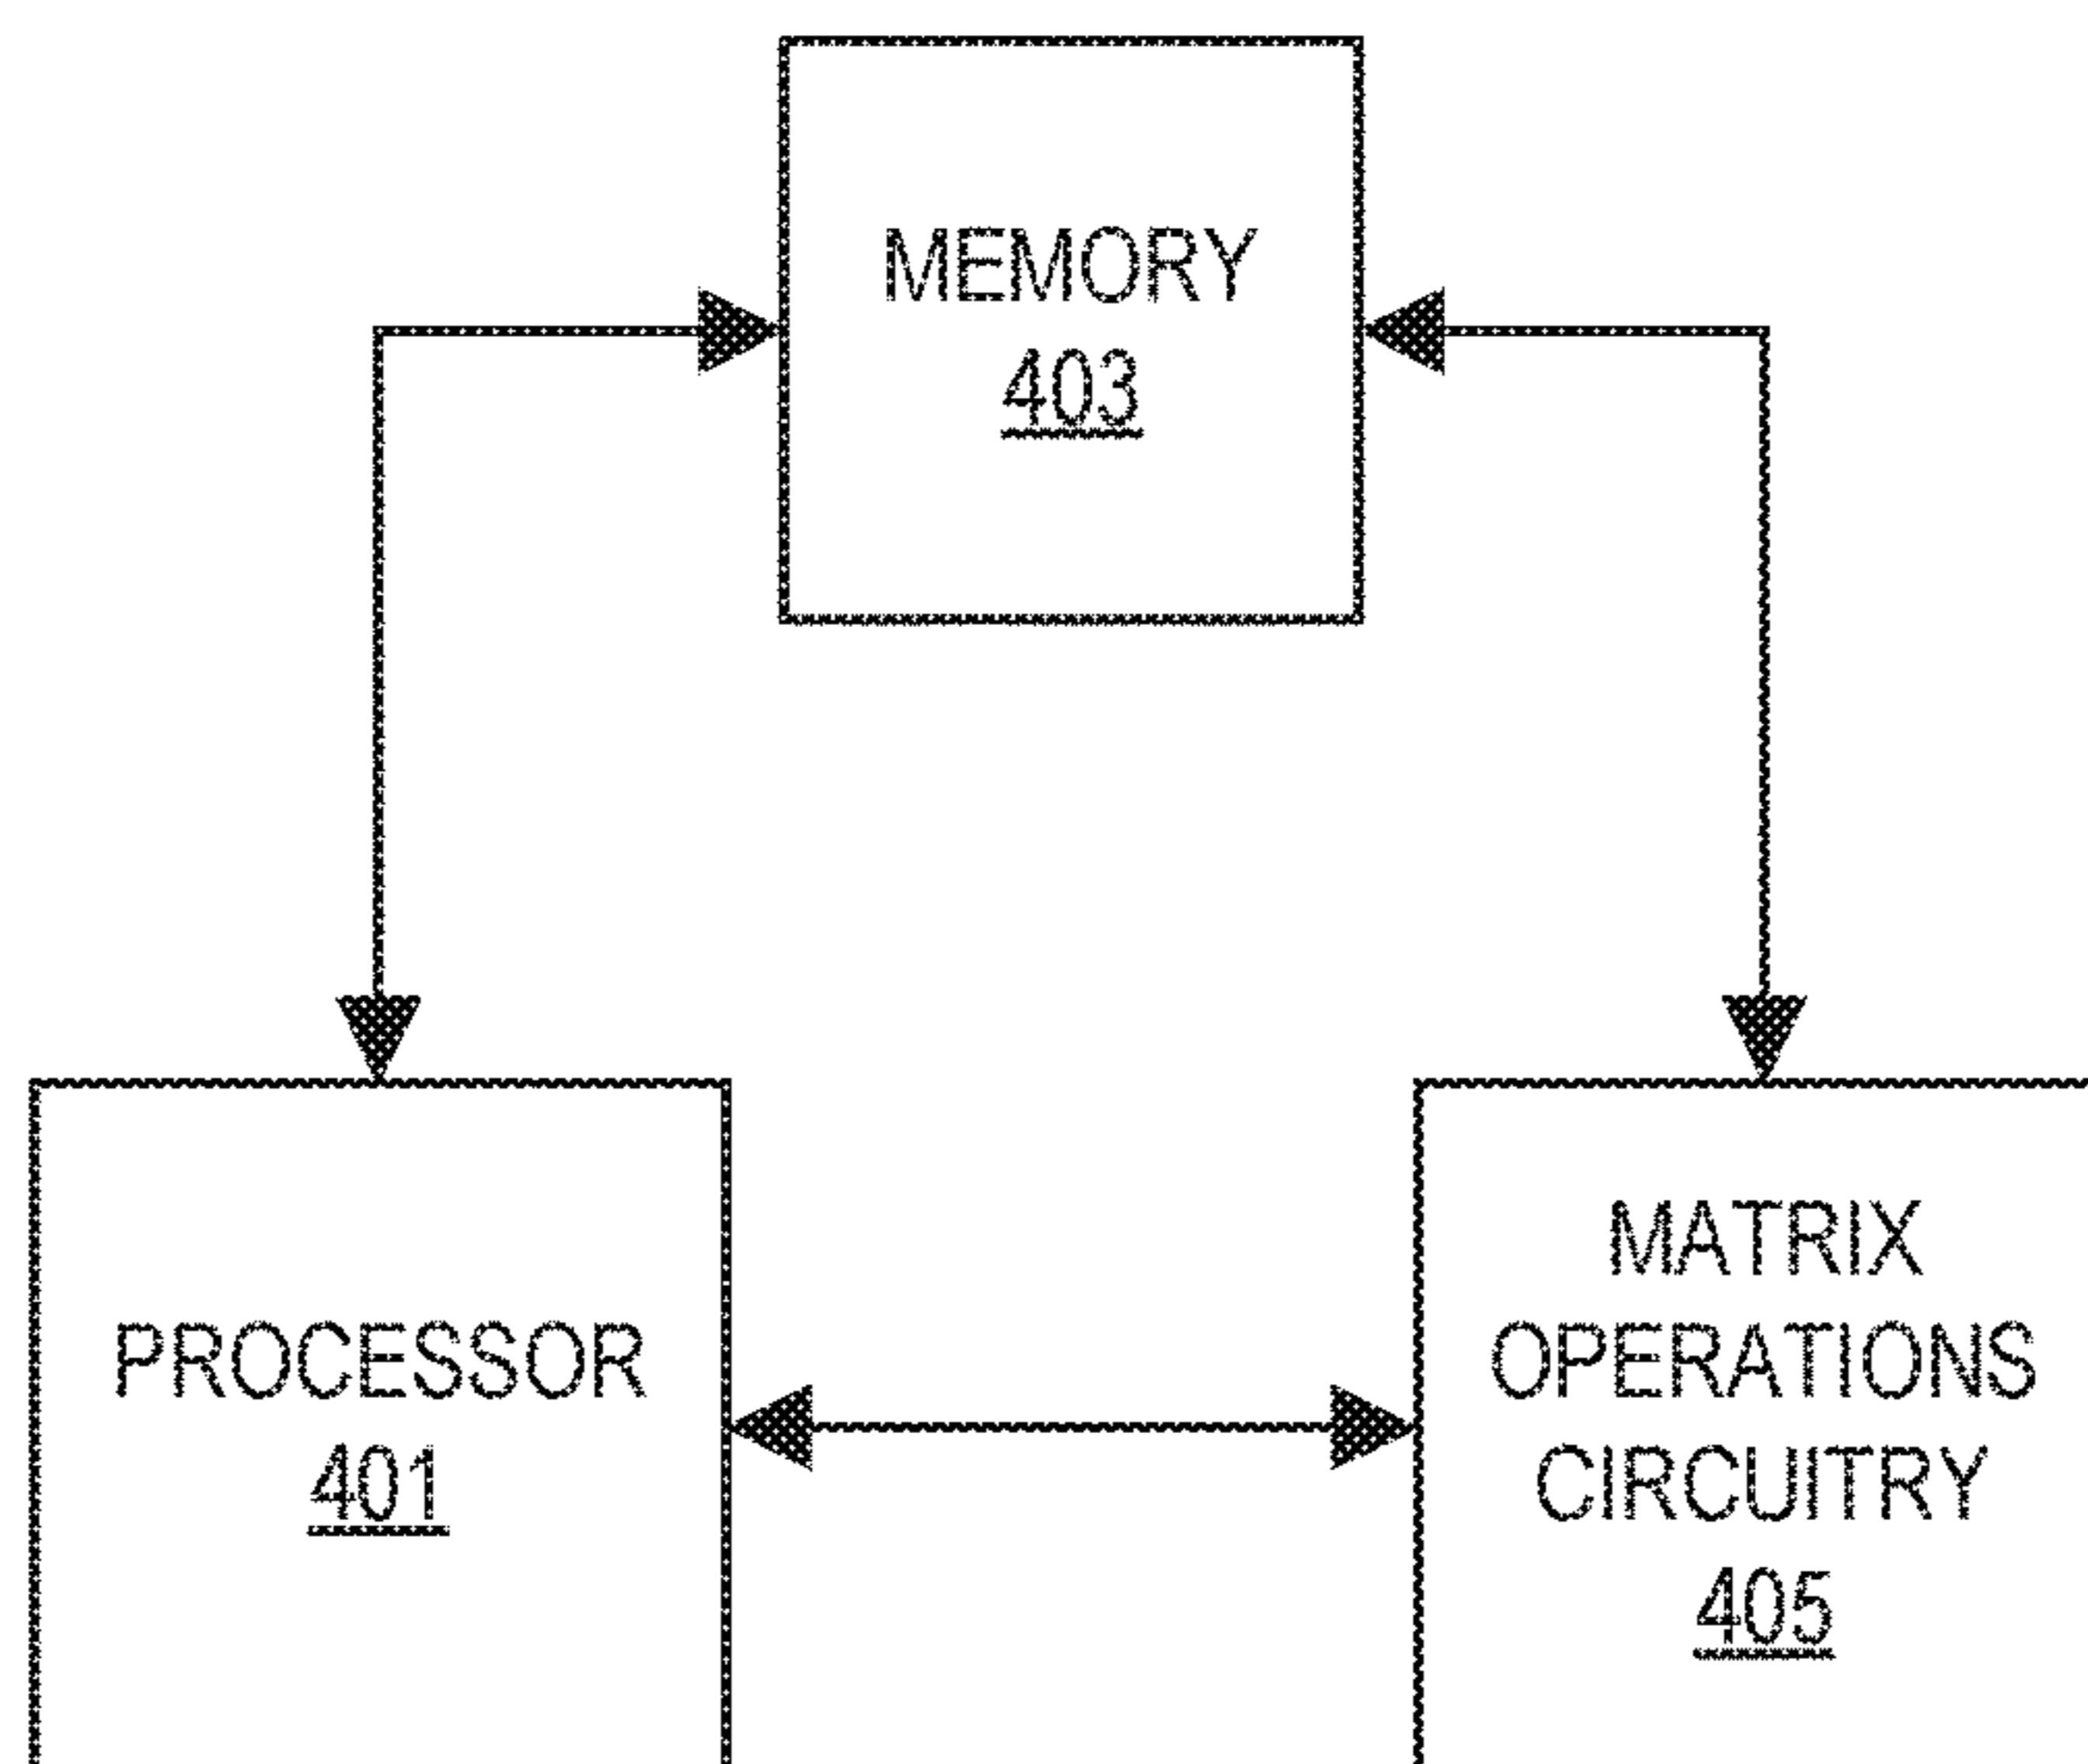 MEMORY
403
PROCESSOR
401
MATRIX
OPERATIONS
CIRCUITRY
405